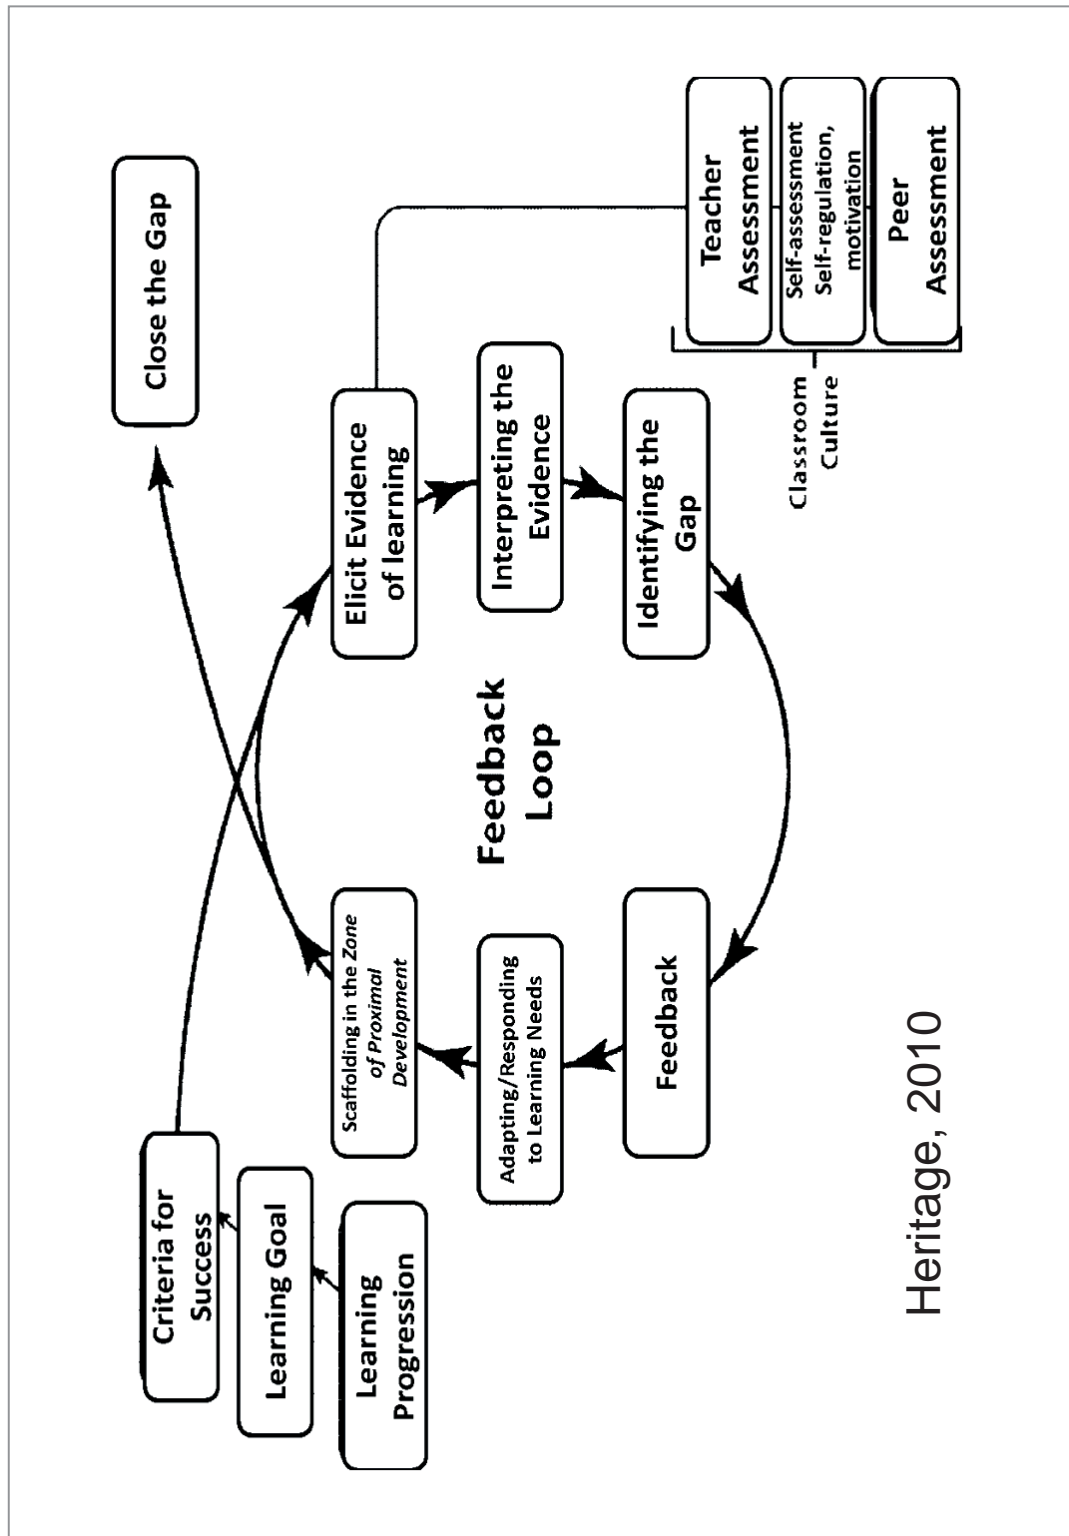 Criteria for
Success
Learning Goal
Learning
Progression
Close the Gap
Scaffolding in the Zone
of Proximal
Development
Adapting/Responding
to Learning Needs
Feedback
Feedback
Loop
Elicit Evidence
of learning
Interpreting the
Evidence
Identifying the
Gap
Teacher
Assessment
Self-assessment
Self-regulation,
motivation
Peer
Assessment
Classroom
Culture
Heritage, 2010